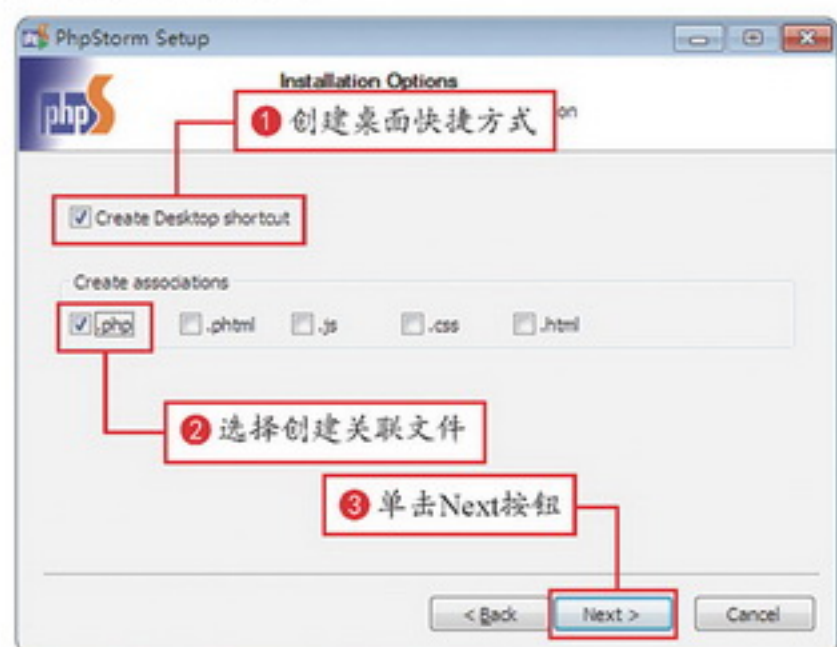 PhpStorm Setup
php
Installation Options
❶ 创建桌面快捷方式
on
Create Desktop shortcut
Create associations
.php .phtml .js .css .html
❷ 选择创建关联文件
❸ 单击Next按钮
< Back Next > Cancel